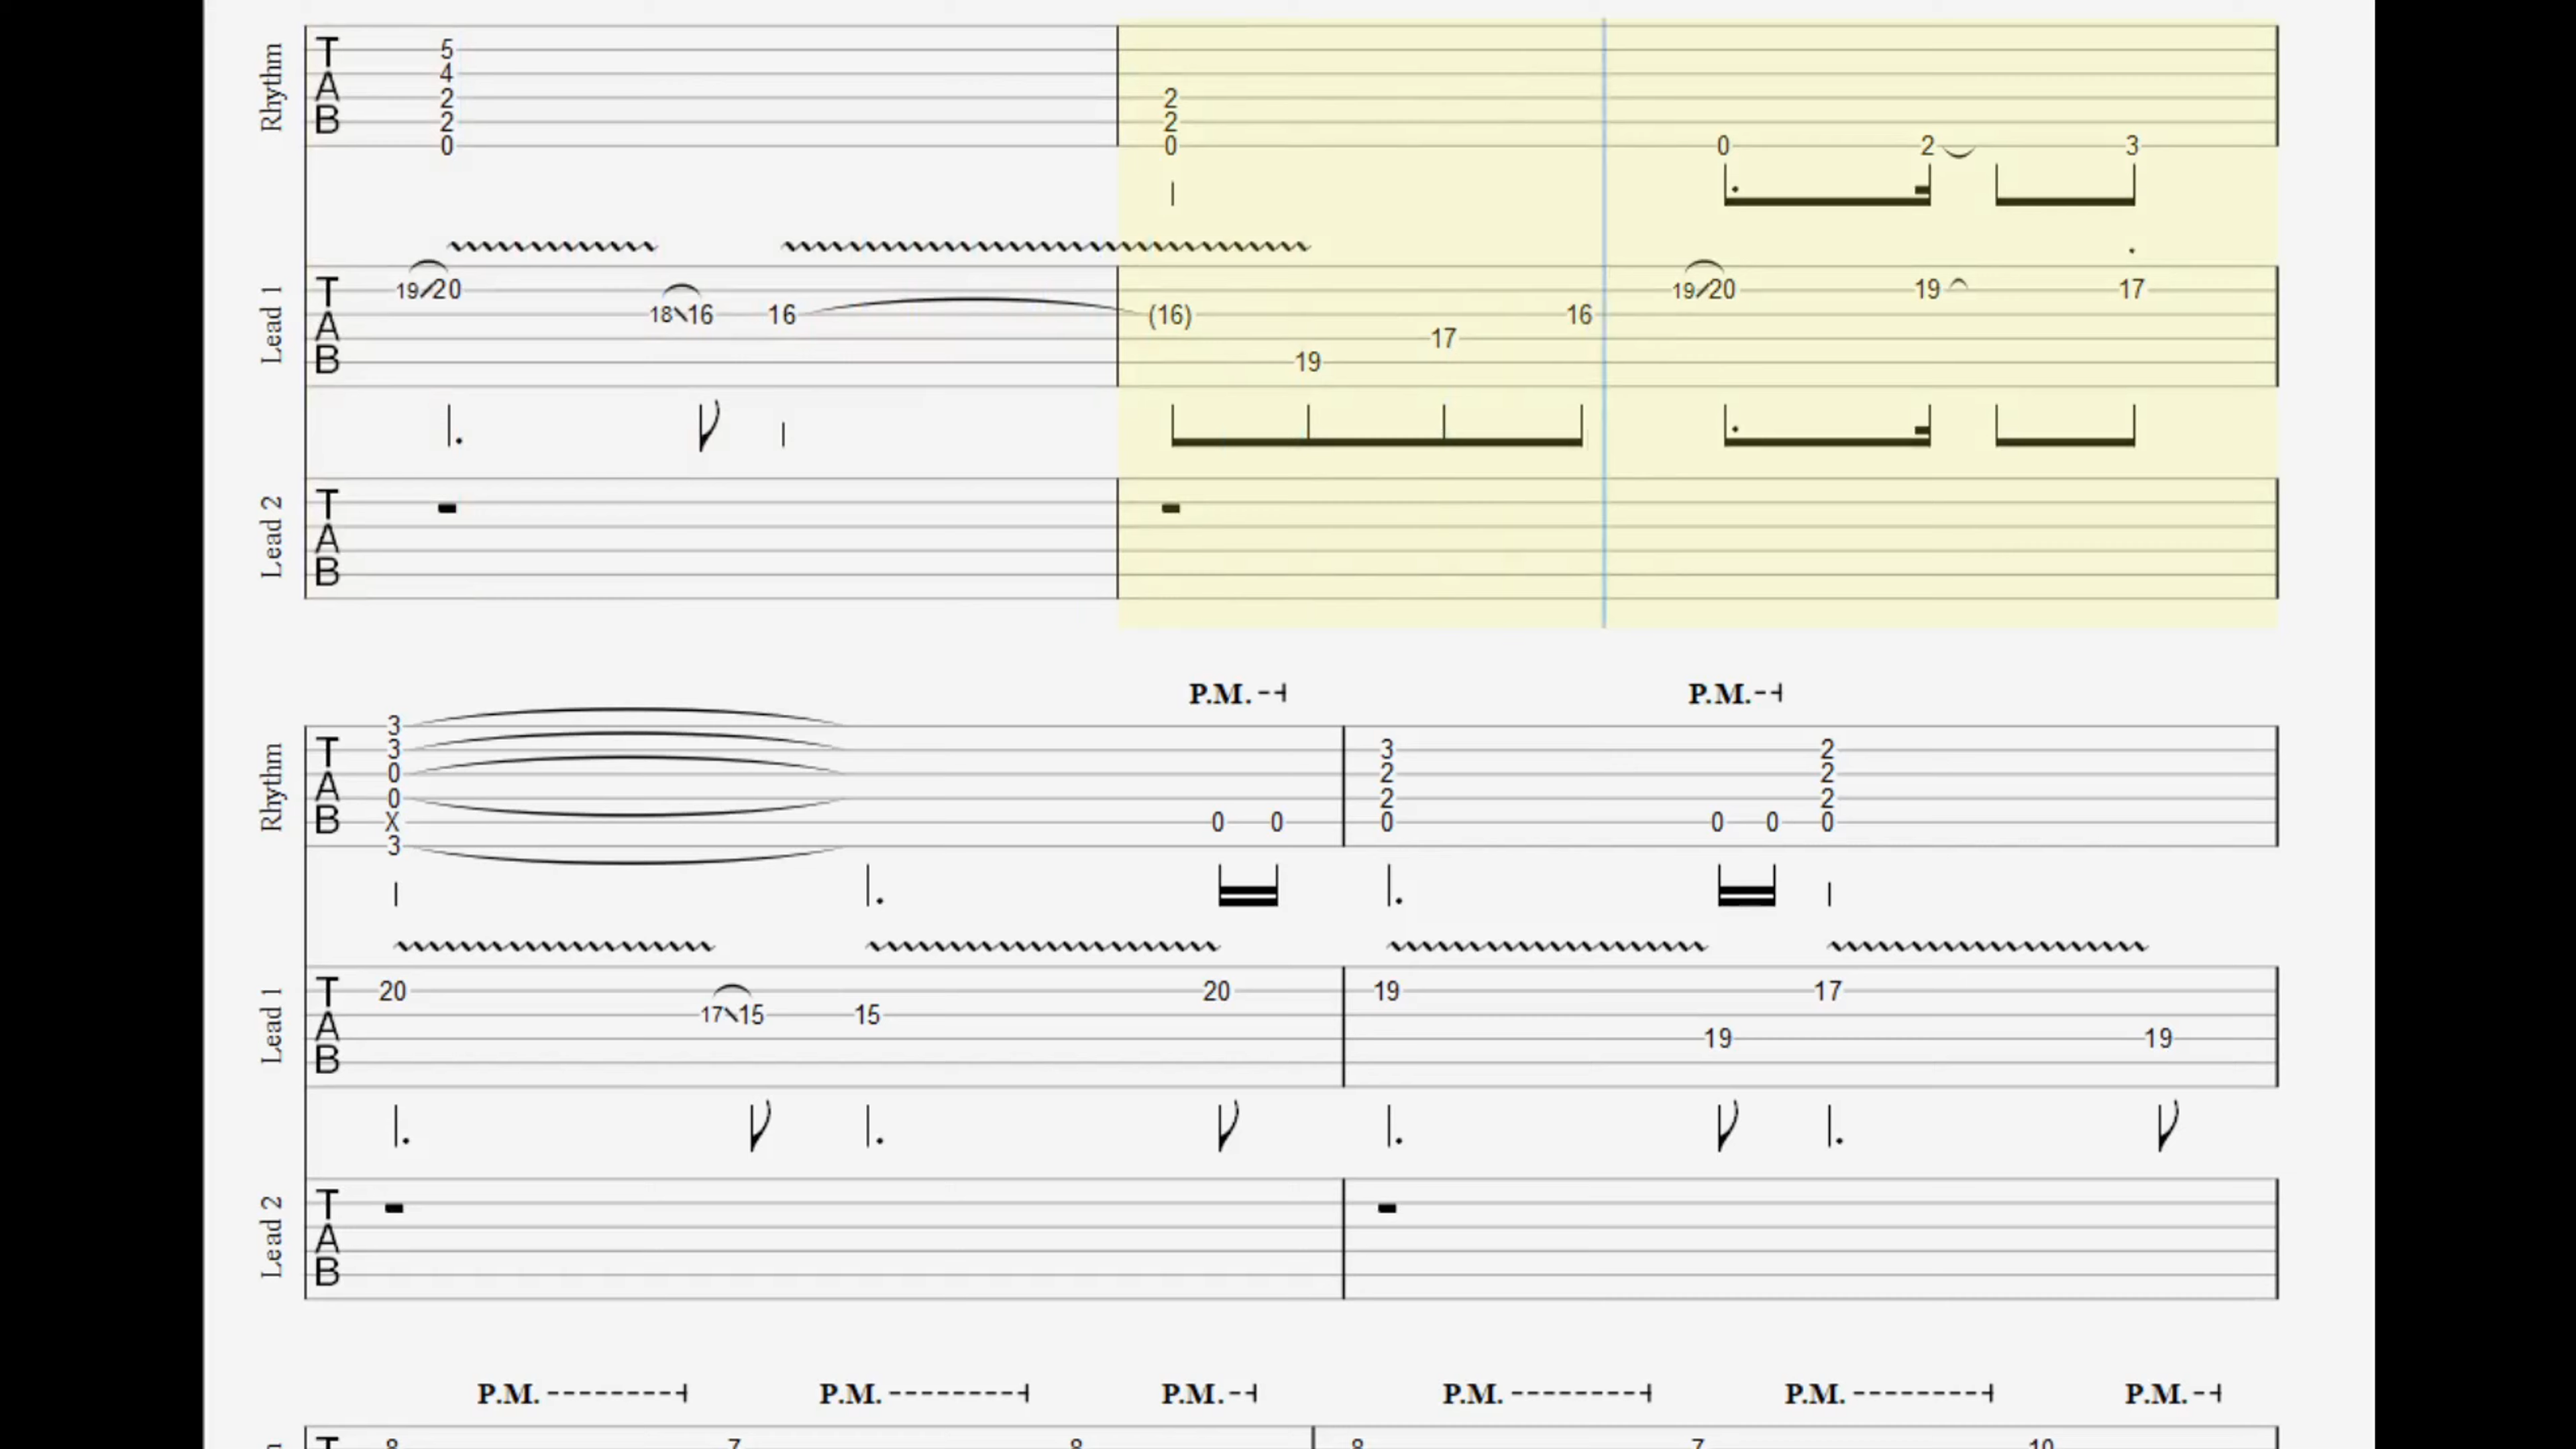 Rhythm
T 5
A 4
B 2 2
2 2
0 0 0 2 3
Lead 1
T 19 20 19 20 19 17
A 18 16 16 (16) 16
B 17
19
Lead 2
T
A
B
P.M. P.M.
Rhythm
3
T 3 3 2
A 0 2 2
B 0 2 2
X 0 0 0 0 0 0
3
Lead 1
T 20 20 19 17
A 17 15 15
B 19 19
Lead 2
T
A
B
P.M. P.M. P.M. P.M. P.M. P.M.
T 8 7 8 8 7 10